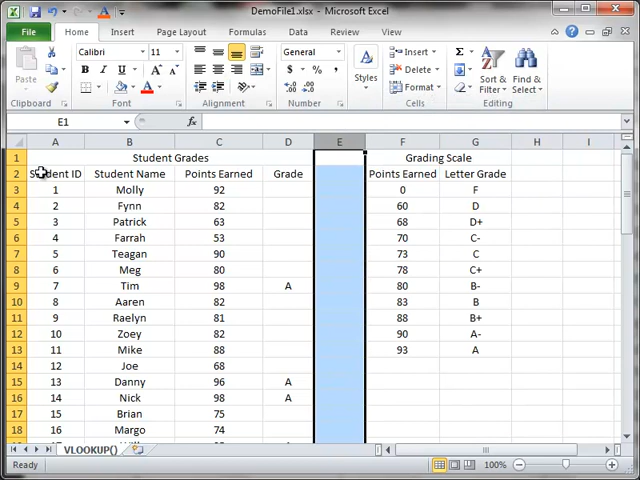 DemoFile1.xlsx - Microsoft Excel
File Home Insert Page Layout Formulas Data Review View
Calibri 11 General Insert Σ
Paste B I U $ % , Styles Delete Sort & Filter Find & Select
A Format
Clipboard Font Alignment Number Cells Editing
E1 fx
A B C D E F G H I
1 Student Grades Grading Scale
2 Student ID Student Name Points Earned Grade Points Earned Letter Grade
3 1 Molly 92 0 F
4 2 Fynn 82 60 D
5 3 Patrick 63 68 D+
6 4 Farrah 53 70 C-
7 5 Teagan 90 73 C
8 6 Meg 80 78 C+
9 7 Tim 98 A 80 B-
10 8 Aaren 82 83 B
11 9 Raelyn 81 88 B+
12 10 Zoey 82 90 A-
13 11 Mike 88 93 A
14 12 Joe 68
15 13 Danny 96 A
16 14 Nick 98 A
17 15 Brian 75
18 16 Margo 74
VLOOKUP()
Ready 100%